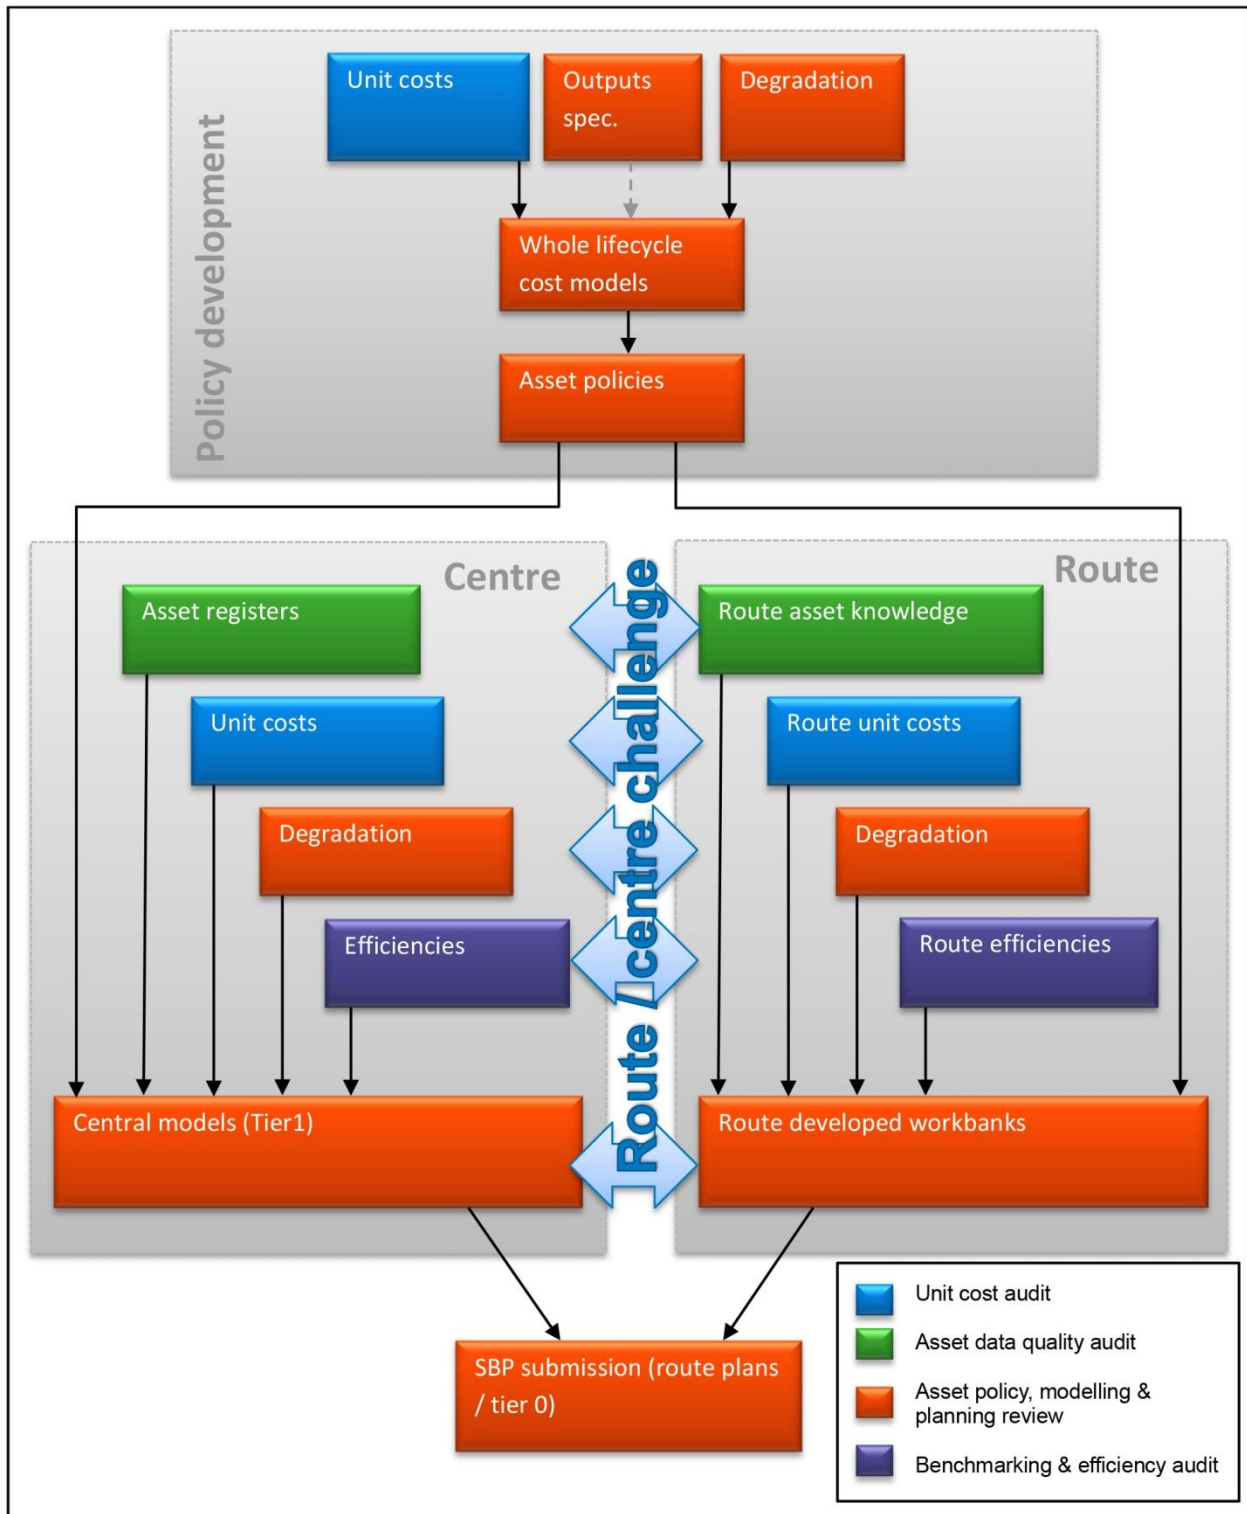 Policy development
Unit costs
Outputs
spec.
Degradation
Whole lifecycle
cost models
Asset policies
Centre
Asset registers
Unit costs
Degradation
Efficiencies
Central models (Tier1)
Route / centre challenge
Route
Route asset knowledge
Route unit costs
Degradation
Route efficiencies
Route developed workbanks
SBP submission (route plans
/ tier 0)
Unit cost audit
Asset data quality audit
Asset policy, modelling &
planning review
Benchmarking & efficiency audit